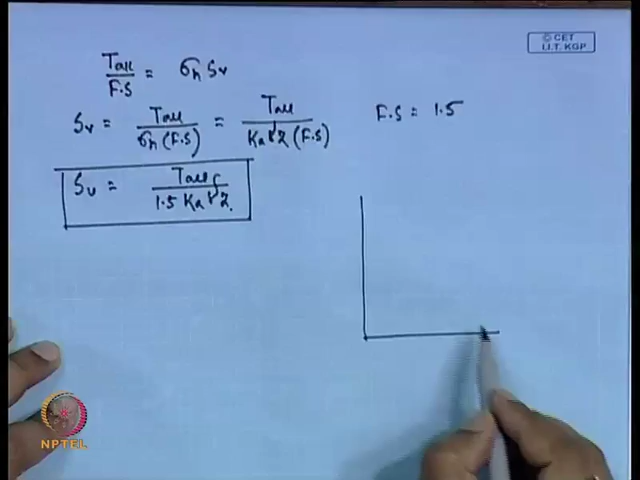 © CET
I.I.T. KGP
Tall / F.S = σh Sv
Sv = Tall / σh (F.S) = Tall / Ka γ Z (F.S)
F.S = 1.5
Sv = Tall / 1.5 Ka γ Z.
NPTEL